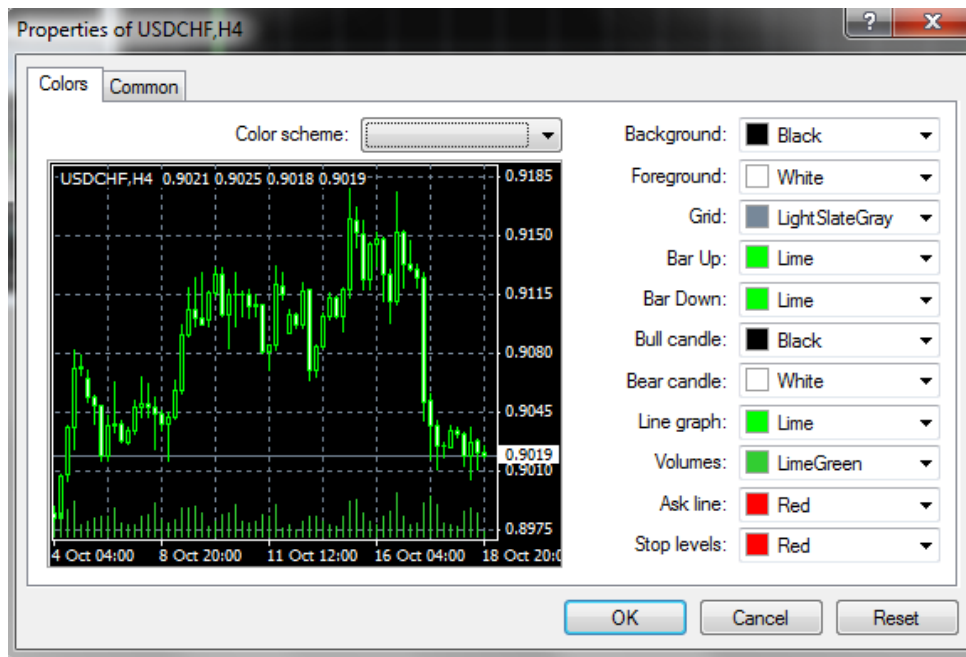 Properties of USDCHF,H4
?
X
Colors
Common
Color scheme:
USDCHF,H4 0.9021 0.9025 0.9018 0.9019
0.9185
0.9150
0.9115
0.9080
0.9045
0.9019
0.9010
0.8975
4 Oct 04:00
8 Oct 20:00
11 Oct 12:00
16 Oct 04:00
18 Oct 20:0
Background: Black
Foreground: White
Grid: LightSlateGray
Bar Up: Lime
Bar Down: Lime
Bull candle: Black
Bear candle: White
Line graph: Lime
Volumes: LimeGreen
Ask line: Red
Stop levels: Red
OK
Cancel
Reset